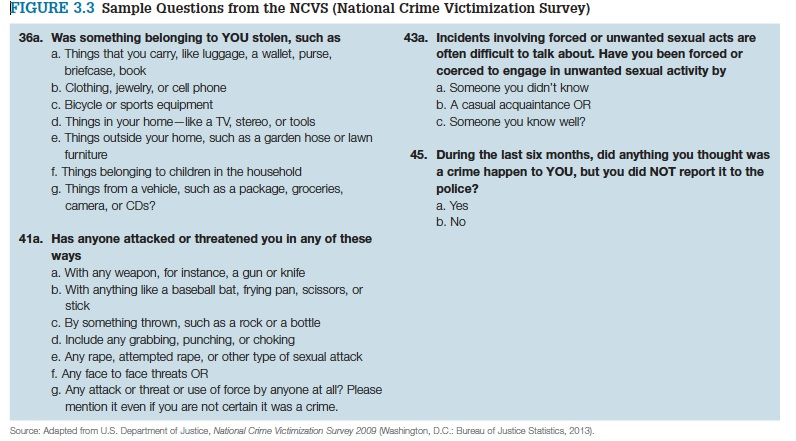 FIGURE 3.3 Sample Questions from the NCVS (National Crime Victimization Survey)
36a. Was something belonging to YOU stolen, such as
a. Things that you carry, like luggage, a wallet, purse,
briefcase, book
b. Clothing, jewelry, or cell phone
c. Bicycle or sports equipment
d. Things in your home—like a TV, stereo, or tools
e. Things outside your home, such as a garden hose or lawn
furniture
f. Things belonging to children in the household
g. Things from a vehicle, such as a package, groceries,
camera, or CDs?
41a. Has anyone attacked or threatened you in any of these
ways
a. With any weapon, for instance, a gun or knife
b. With anything like a baseball bat, frying pan, scissors, or
stick
c. By something thrown, such as a rock or a bottle
d. Include any grabbing, punching, or choking
e. Any rape, attempted rape, or other type of sexual attack
f. Any face to face threats OR
g. Any attack or threat or use of force by anyone at all? Please
mention it even if you are not certain it was a crime.
43a. Incidents involving forced or unwanted sexual acts are
often difficult to talk about. Have you been forced or
coerced to engage in unwanted sexual activity by
a. Someone you didn't know
b. A casual acquaintance OR
c. Someone you know well?
45. During the last six months, did anything you thought was
a crime happen to YOU, but you did NOT report it to the
police?
a. Yes
b. No
Source: Adapted from U.S. Department of Justice, National Crime Victimization Survey 2009 (Washington, D.C.: Bureau of Justice Statistics, 2013).